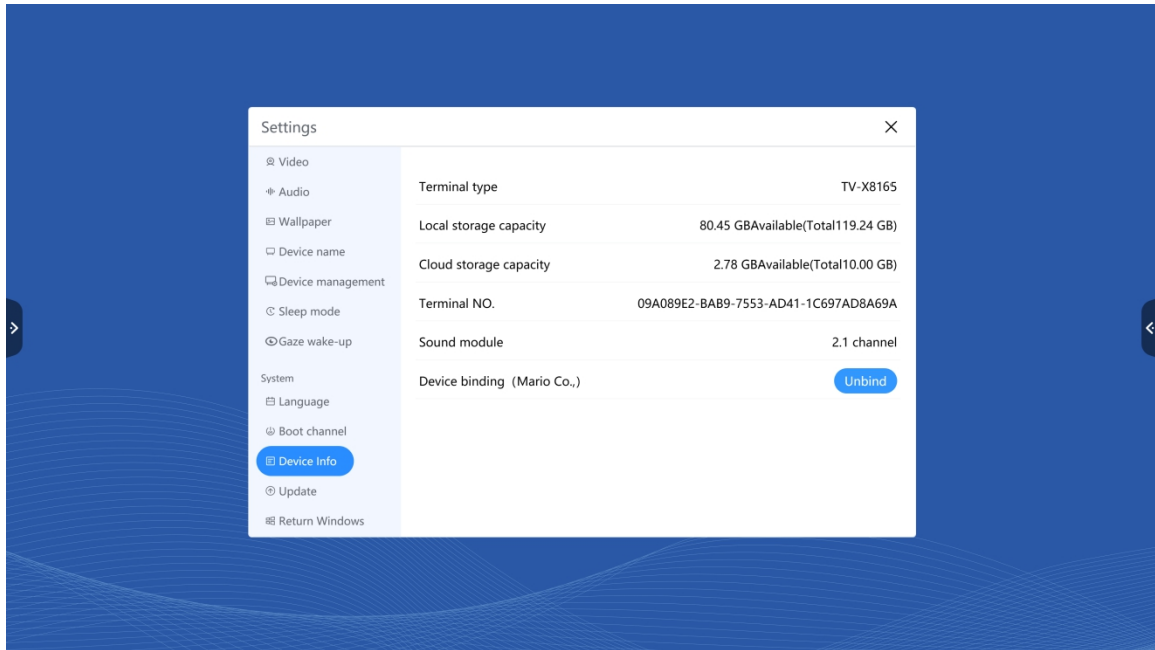 Settings
Video
Audio
Wallpaper
Device name
Device management
Sleep mode
Gaze wake-up
System
Language
Boot channel
Device Info
Update
Return Windows
Terminal type TV-X8165
Local storage capacity 80.45 GBAvailable(Total119.24 GB)
Cloud storage capacity 2.78 GBAvailable(Total10.00 GB)
Terminal NO. 09A089E2-BAB9-7553-AD41-1C697AD8A69A
Sound module 2.1 channel
Device binding（Mario Co.,) Unbind